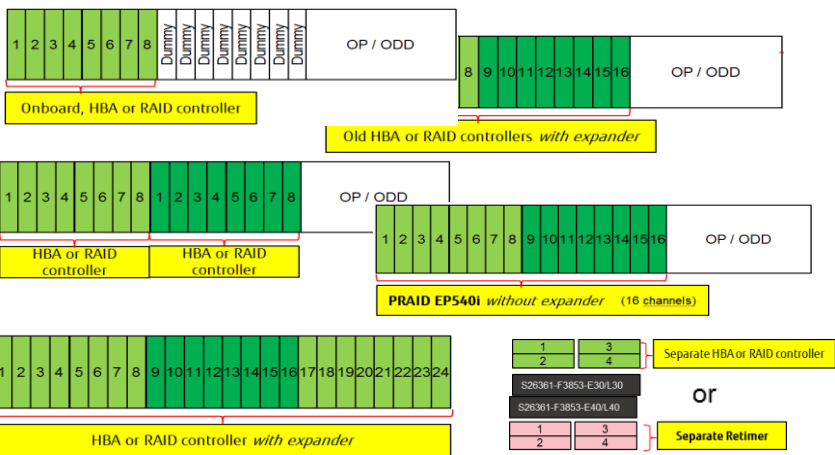 1 2 3 4 5 6 7 8 Dummy Dummy Dummy Dummy Dummy Dummy Dummy Dummy OP / ODD
Onboard, HBA or RAID controller
8 9 10 11 12 13 14 15 16 OP / ODD
Old HBA or RAID controllers with expander
1 2 3 4 5 6 7 8 1 2 3 4 5 6 7 8 OP / ODD
HBA or RAID
controller
HBA or RAID
controller
1 2 3 4 5 6 7 8 9 10 11 12 13 14 15 16 OP / ODD
PRAID EP540i without expander (16 channels)
1 2 3 4 5 6 7 8 9 10 11 12 13 14 15 16 17 18 19 20 21 22 23 24
HBA or RAID controller with expander
1 3
2 4
Separate HBA or RAID controller
S26361-F3853-E30/L30
S26361-F3853-E40/L40
or
1 3
2 4
Separate Retimer